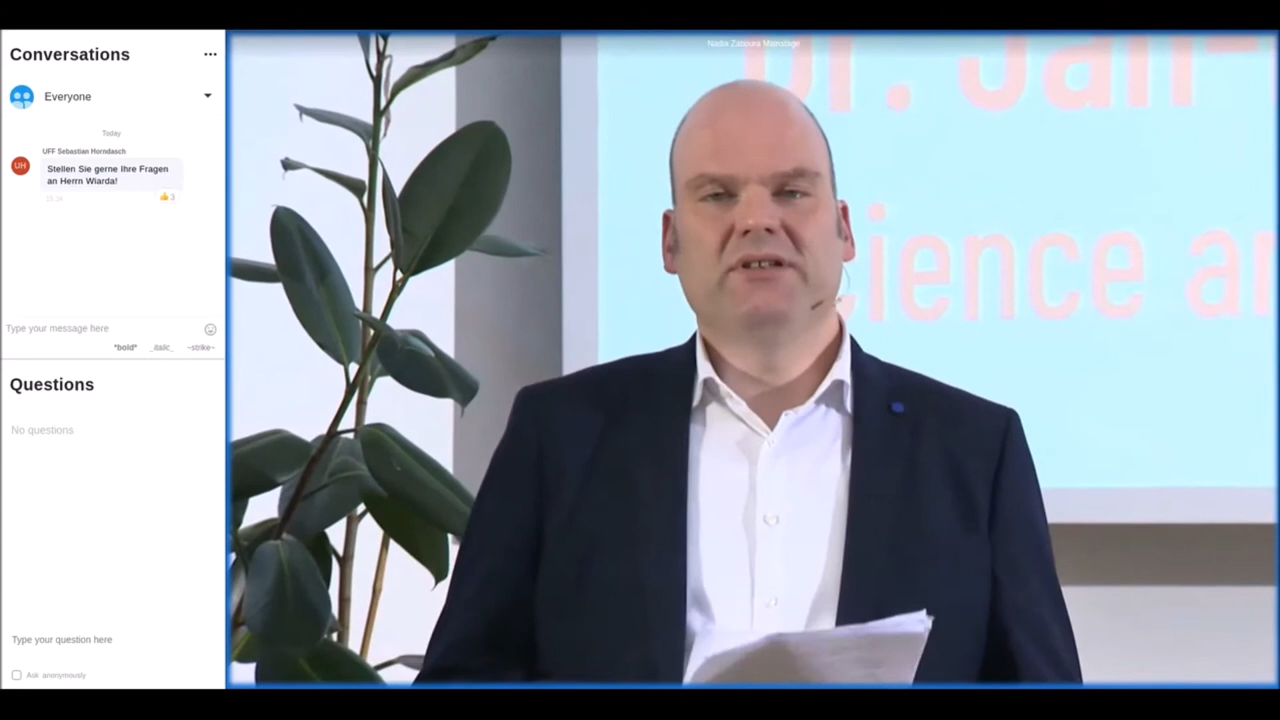 Conversations
Everyone
Today
UFF Sebastian Horndasch
UH
Stellen Sie gerne Ihre Fragen
an Herrn Wiarda!
3
Type your message here
*bold* _italic_ ~strike~
Questions
No questions
Type your question here
Ask anonymously
Nadia Zaboura Mainstage
Dr. Jan-
cience an